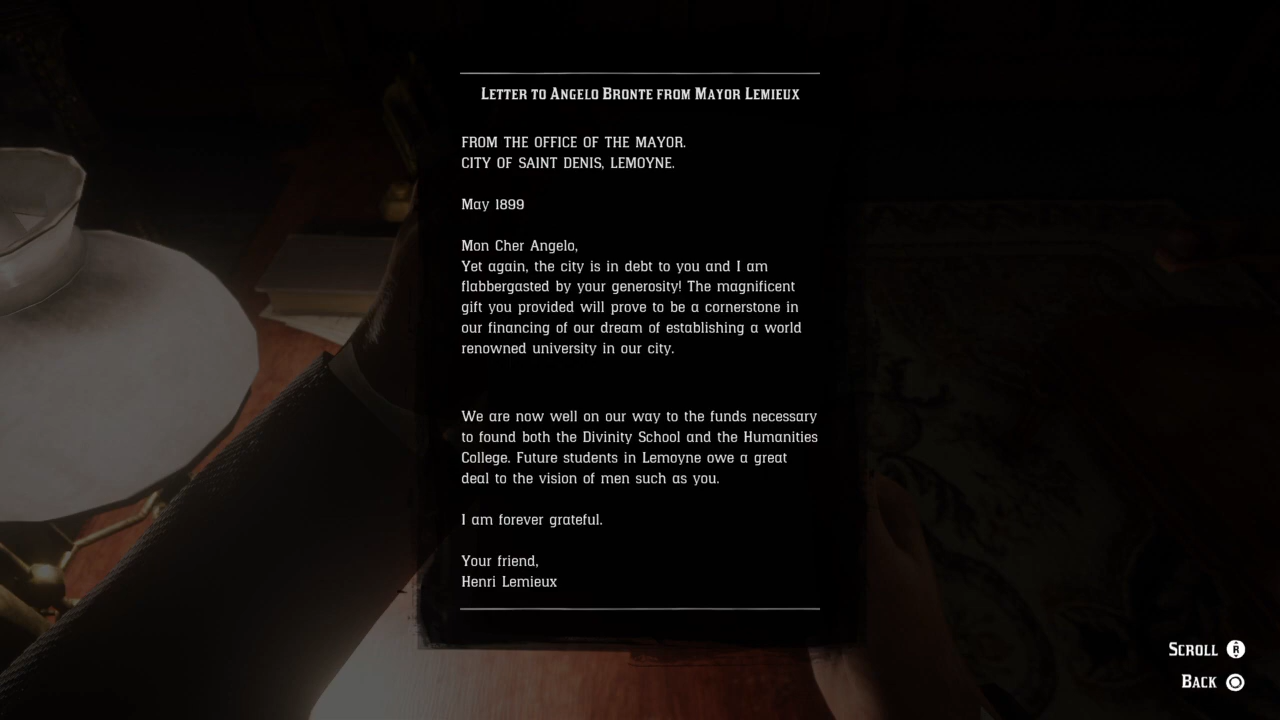 LETTER TO ANGELO BRONTE FROM MAYOR LEMIEUX
FROM THE OFFICE OF THE MAYOR.
CITY OF SAINT DENIS, LEMOYNE.
May 1899
Mon Cher Angelo,
Yet again, the city is in debt to you and I am
flabbergasted by your generosity! The magnificent
gift you provided will prove to be a cornerstone in
our financing of our dream of establishing a world
renowned university in our city.
We are now well on our way to the funds necessary
to found both the Divinity School and the Humanities
College. Future students in Lemoyne owe a great
deal to the vision of men such as you.
I am forever grateful.
Your friend,
Henri Lemieux
SCROLL R
BACK